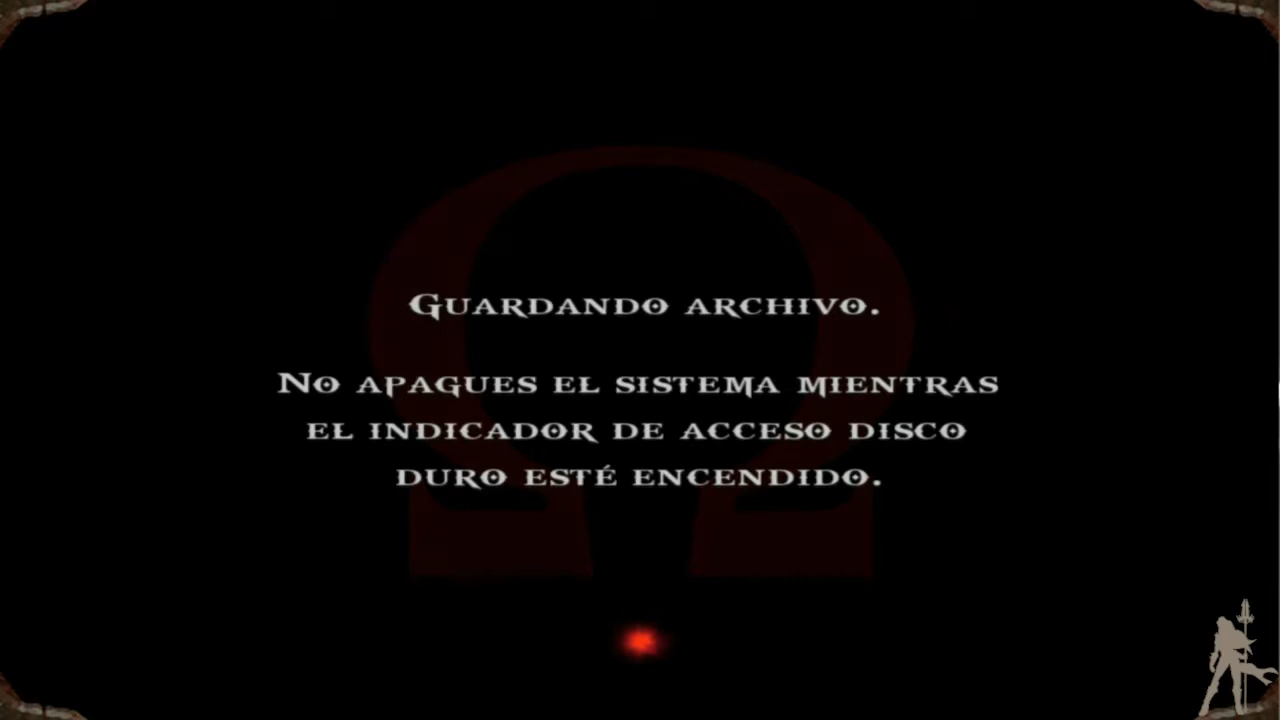 Guardando archivo.
No apagues el sistema mientras
el indicador de acceso disco
duro esté encendido.